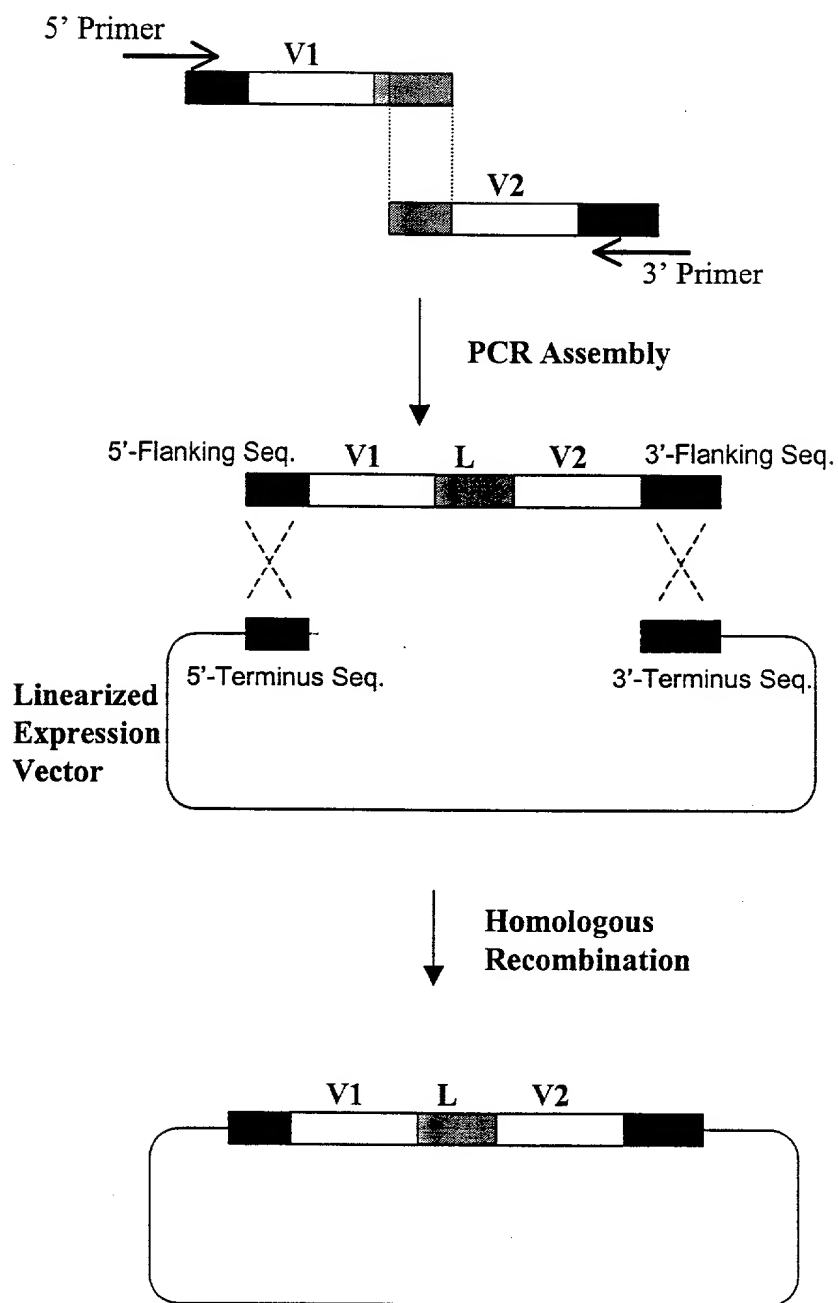 5' Primer
V1
V2
3' Primer
PCR Assembly
5'-Flanking Seq.
V1
L
V2
3'-Flanking Seq.
5'-Terminus Seq.
3'-Terminus Seq.
Linearized
Expression
Vector
Homologous
Recombination
V1
L
V2